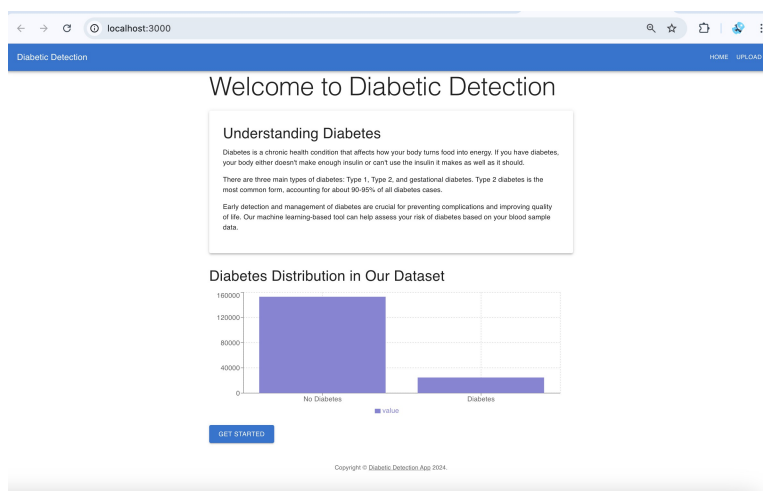 localhost:3000
Diabetic Detection
HOME UPLOAD
Welcome to Diabetic Detection
Understanding Diabetes
Diabetes is a chronic health condition that affects how your body turns food into energy. If you have diabetes,
your body either doesn't make enough insulin or can't use the insulin it makes as well as it should.
There are three main types of diabetes: Type 1, Type 2, and gestational diabetes. Type 2 diabetes is the
most common form, accounting for about 90-95% of all diabetes cases.
Early detection and management of diabetes are crucial for preventing complications and improving quality
of life. Our machine learning-based tool can help assess your risk of diabetes based on your blood sample
data.
Diabetes Distribution in Our Dataset
160000
120000
80000
40000
0
No Diabetes Diabetes
value
GET STARTED
Copyright © Diabetic Detection App 2024.